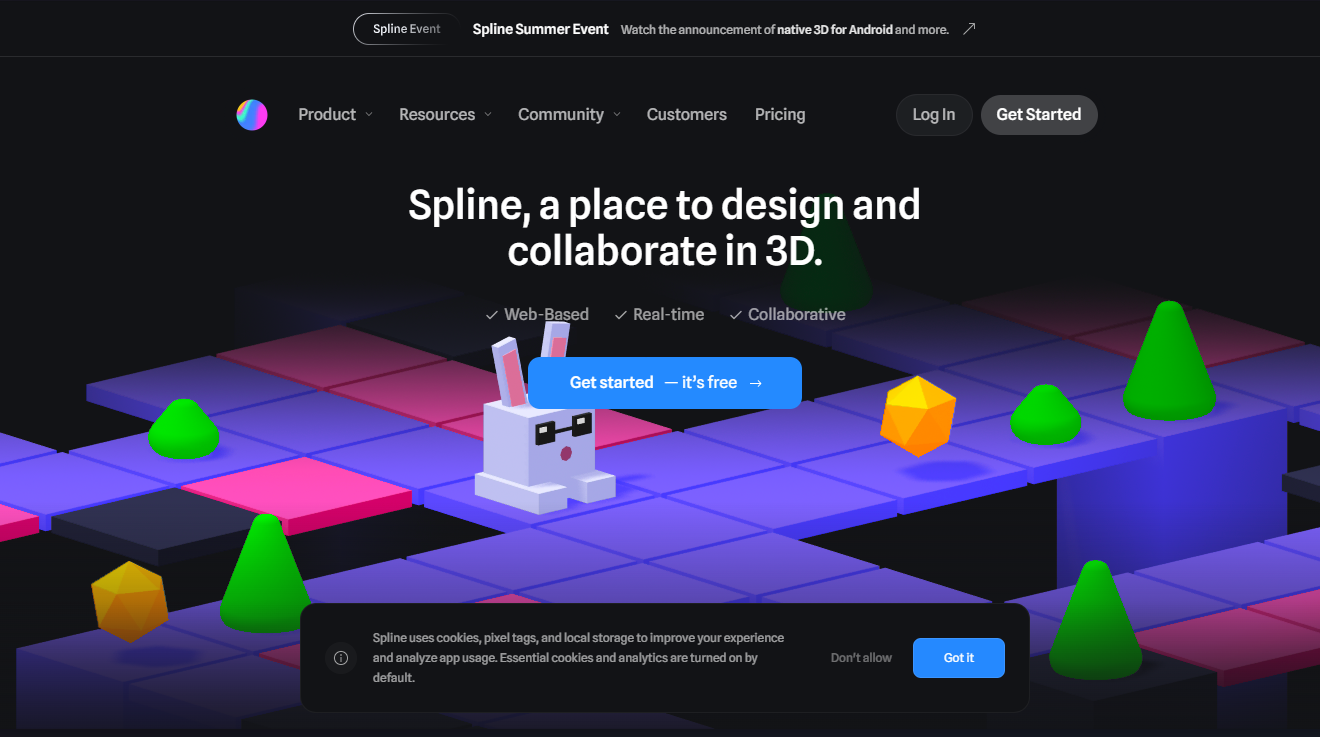 Spline Event Spline Summer Event Watch the announcement of native 3D for Android and more.
Product Resources Community Customers Pricing Log In Get Started
Spline, a place to design and
collaborate in 3D.
Web-Based Real-time Collaborative
Get started — it's free →
Spline uses cookies, pixel tags, and local storage to improve your experience
and analyze app usage. Essential cookies and analytics are turned on by
default.
Don't allow Got it